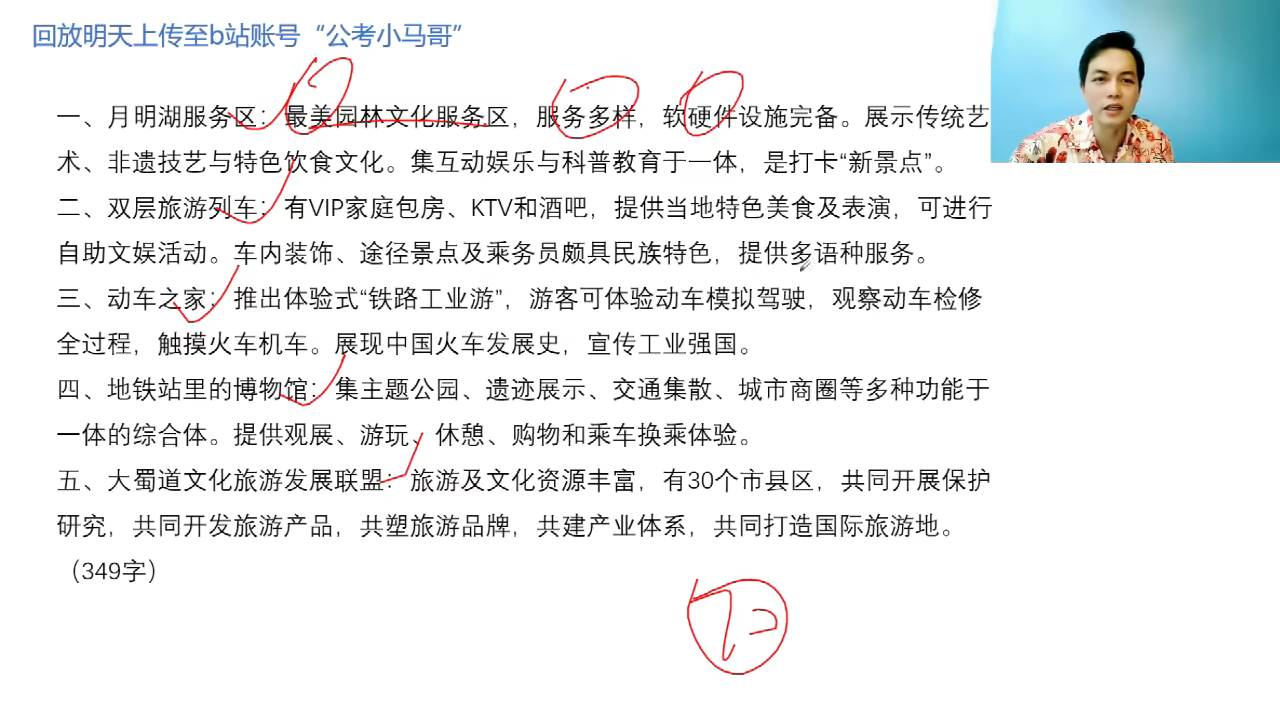 回放明天上传至b站账号“公考小马哥”
一、月明湖服务区：最美园林文化服务区，服务多样，软硬件设施完备。展示传统艺
术、非遗技艺与特色饮食文化。集互动娱乐与科普教育于一体，是打卡“新景点”。
二、双层旅游列车：有VIP家庭包房、KTV和酒吧，提供当地特色美食及表演，可进行
自助文娱活动。车内装饰、途径景点及乘务员颇具民族特色，提供多语种服务。
三、动车之家：推出体验式“铁路工业游”，游客可体验动车模拟驾驶，观察动车检修
全过程，触摸火车机车。展现中国火车发展史，宣传工业强国。
四、地铁站里的博物馆：集主题公园、遗迹展示、交通集散、城市商圈等多种功能于
一体的综合体。提供观展、游玩、休憩、购物和乘车换乘体验。
五、大蜀道文化旅游发展联盟：旅游及文化资源丰富，有30个市县区，共同开展保护
研究，共同开发旅游产品，共塑旅游品牌，共建产业体系，共同打造国际旅游地。
（349字）